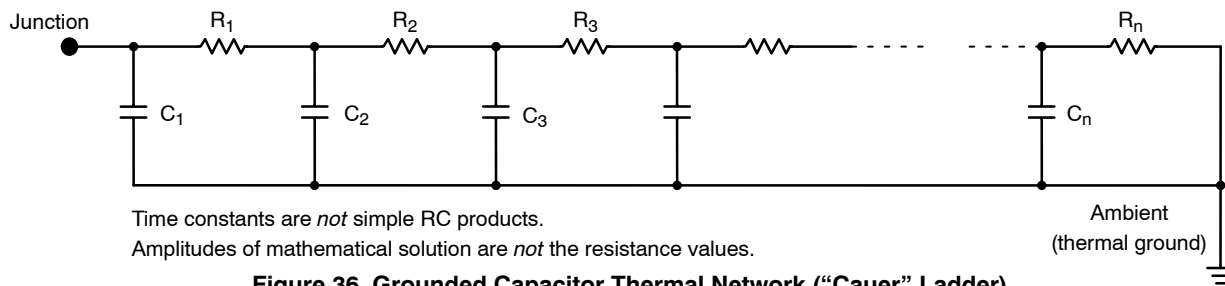 Junction
R1
R2
R3
Rn
C1
C2
C3
Cn
Time constants are not simple RC products.
Amplitudes of mathematical solution are not the resistance values.
Ambient
(thermal ground)
Figure 36. Grounded Capacitor Thermal Network (“Cauer” Ladder)